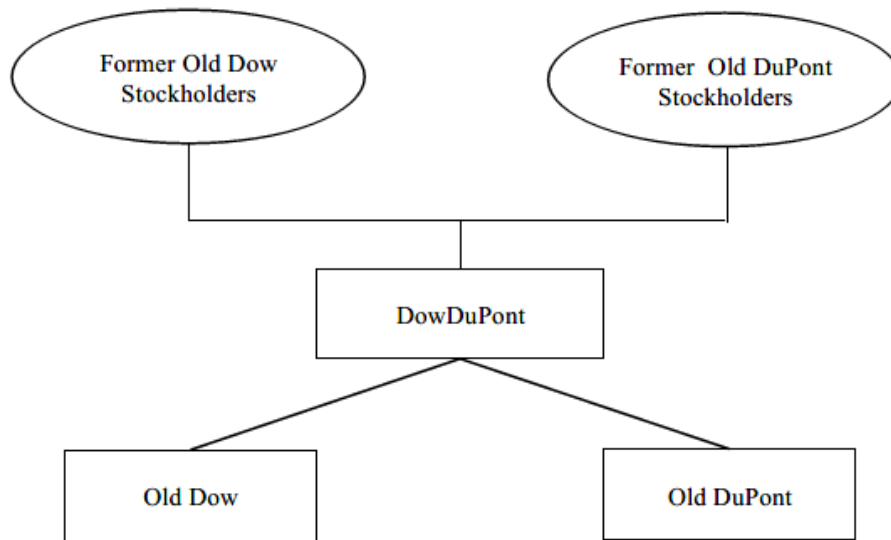 Former Old Dow
Stockholders
Former Old DuPont
Stockholders
DowDuPont
Old Dow
Old DuPont